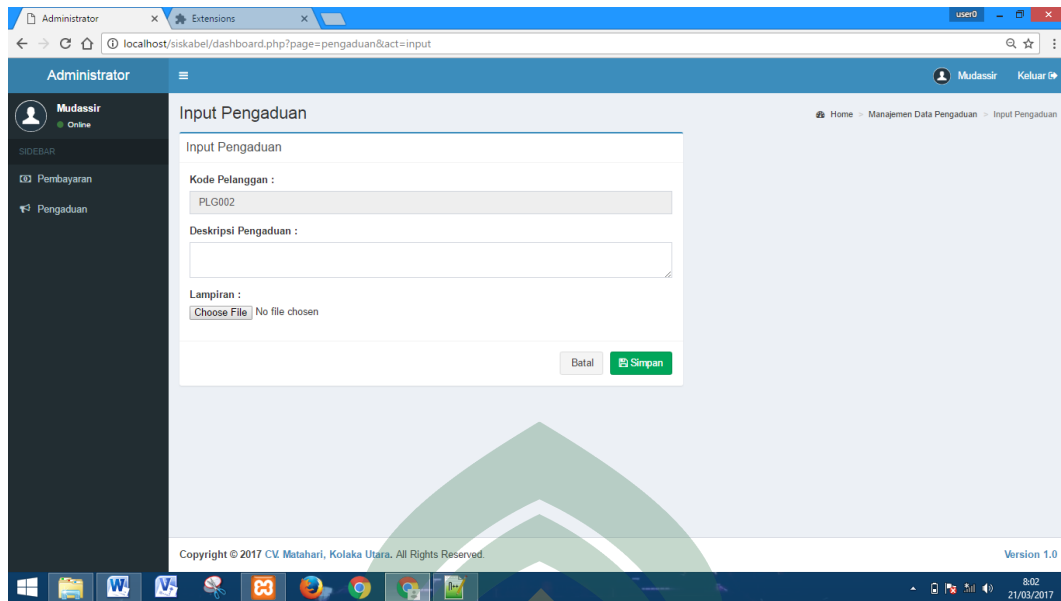 Administrator
Extensions
user0
localhost/siskabel/dashboard.php?page=pengaduan&act=input
Administrator
Mudassir
Keluar
Mudassir
Online
SIDEBAR
Pembayaran
Pengaduan
Input Pengaduan
Home > Manajemen Data Pengaduan > Input Pengaduan
Input Pengaduan
Kode Pelanggan :
PLG002
Deskripsi Pengaduan :
Lampiran :
Choose File No file chosen
Batal
Simpan
Copyright © 2017 CV. Matahari, Kolaka Utara. All Rights Reserved.
Version 1.0
8:02
21/03/2017